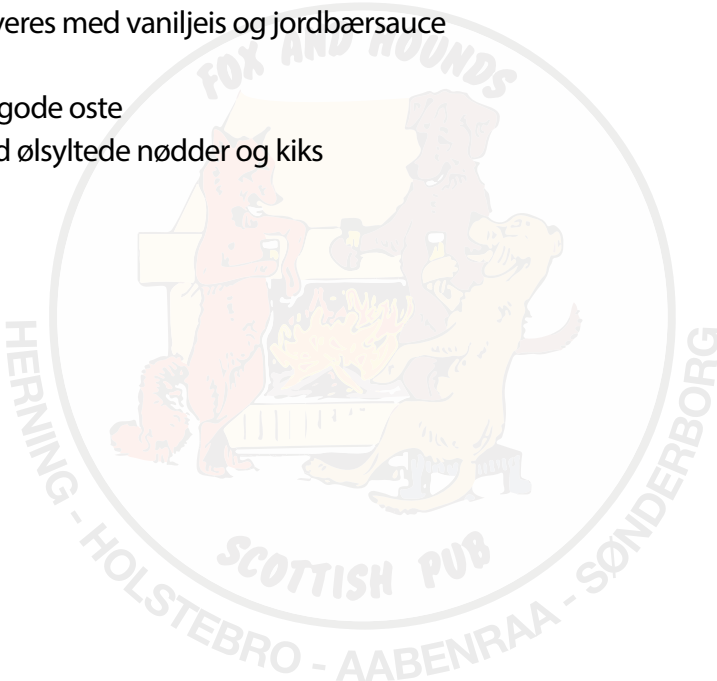 veres med vaniljeis og jordbærsauce
gode oste
d ølsyltede nødder og kiks
FOX AND HOUNDS
SCOTTISH PUB
HERNING - HOLSTEBRO - AABENRAA - SØNDERBORG